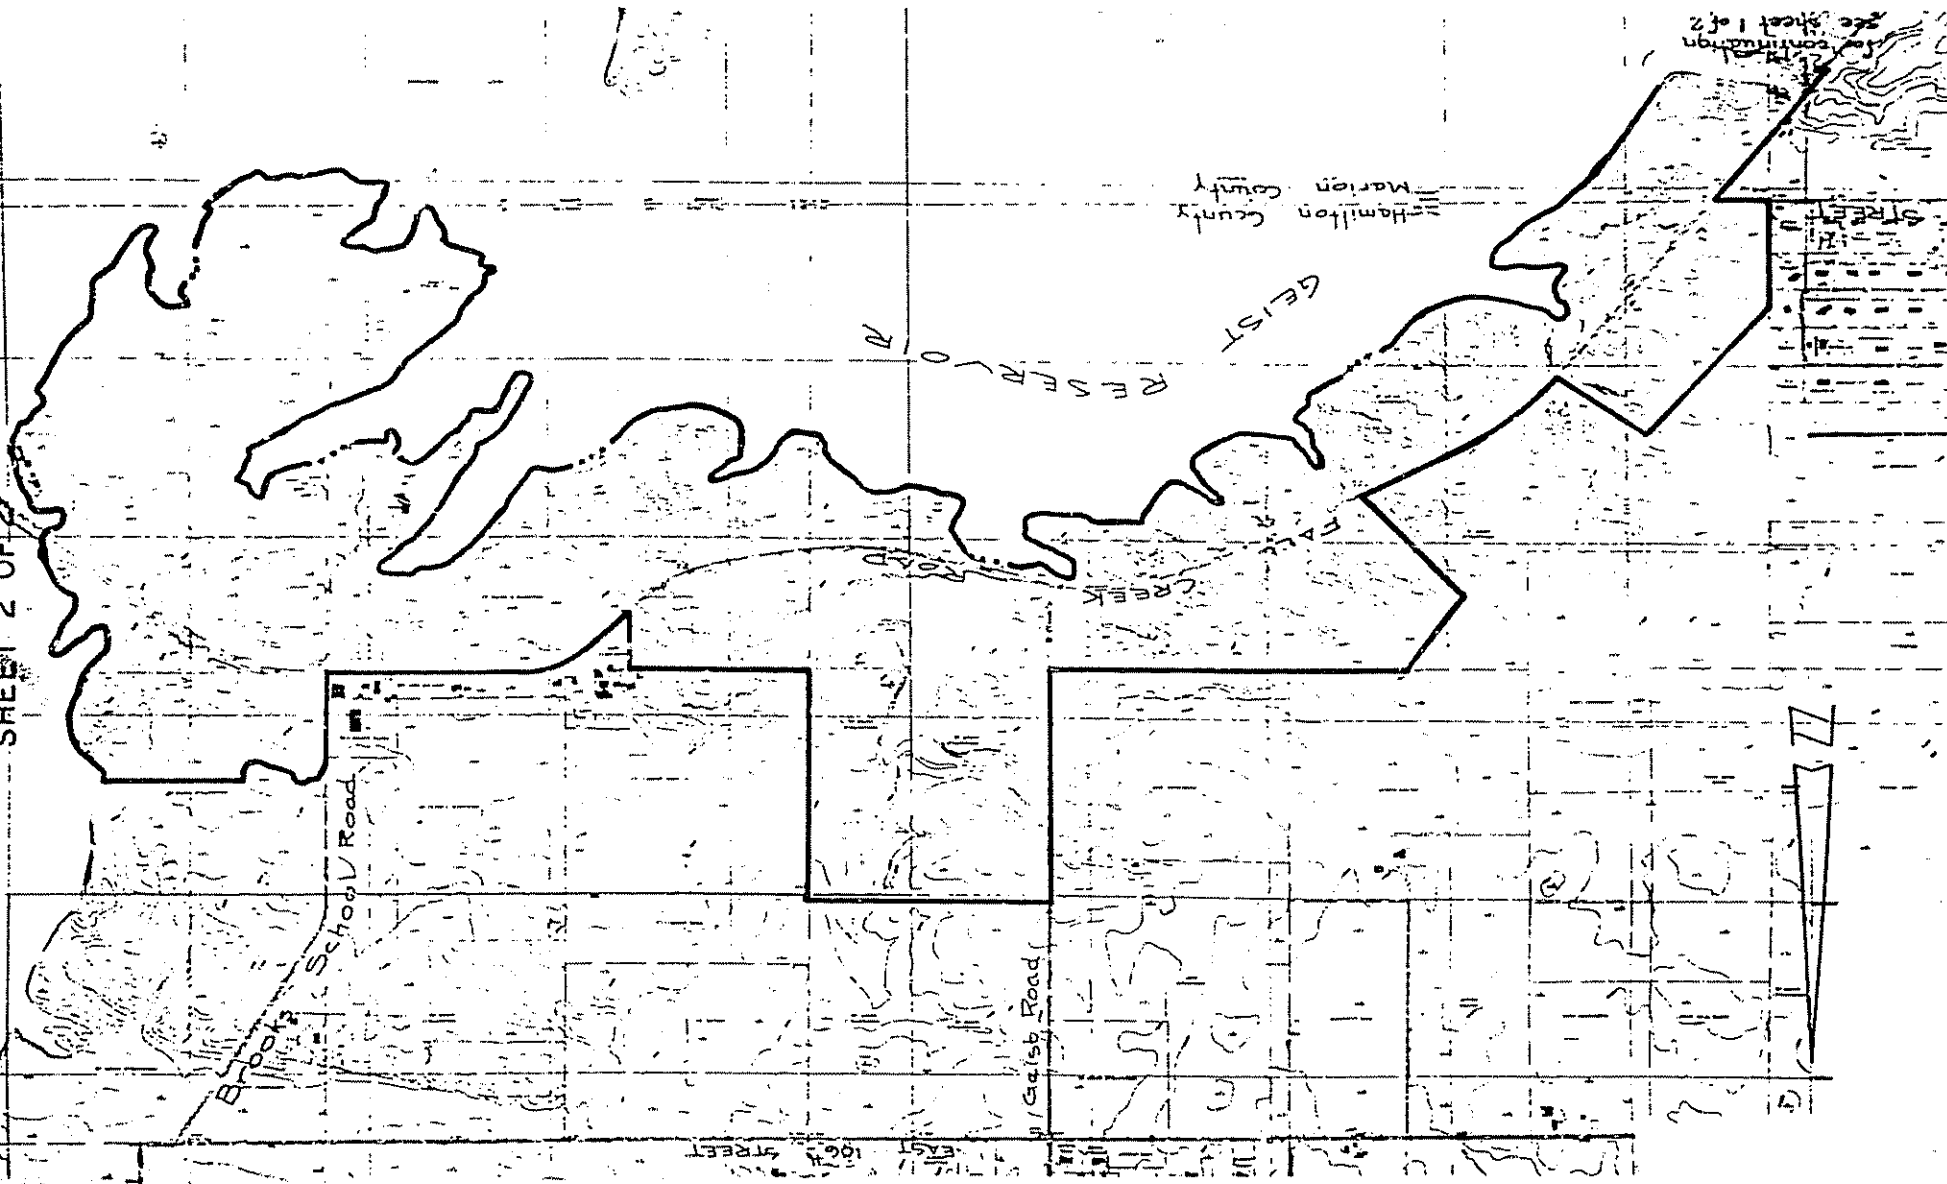 for continuation
see sheet 1 of 2
SHEET 2 OF 2
Marion County
Hamilton County
STREET
GEIST
RESERVOIR
FALL
CREEK
ROAD
Brooks School Road
Road
EAST 106th STREET
N